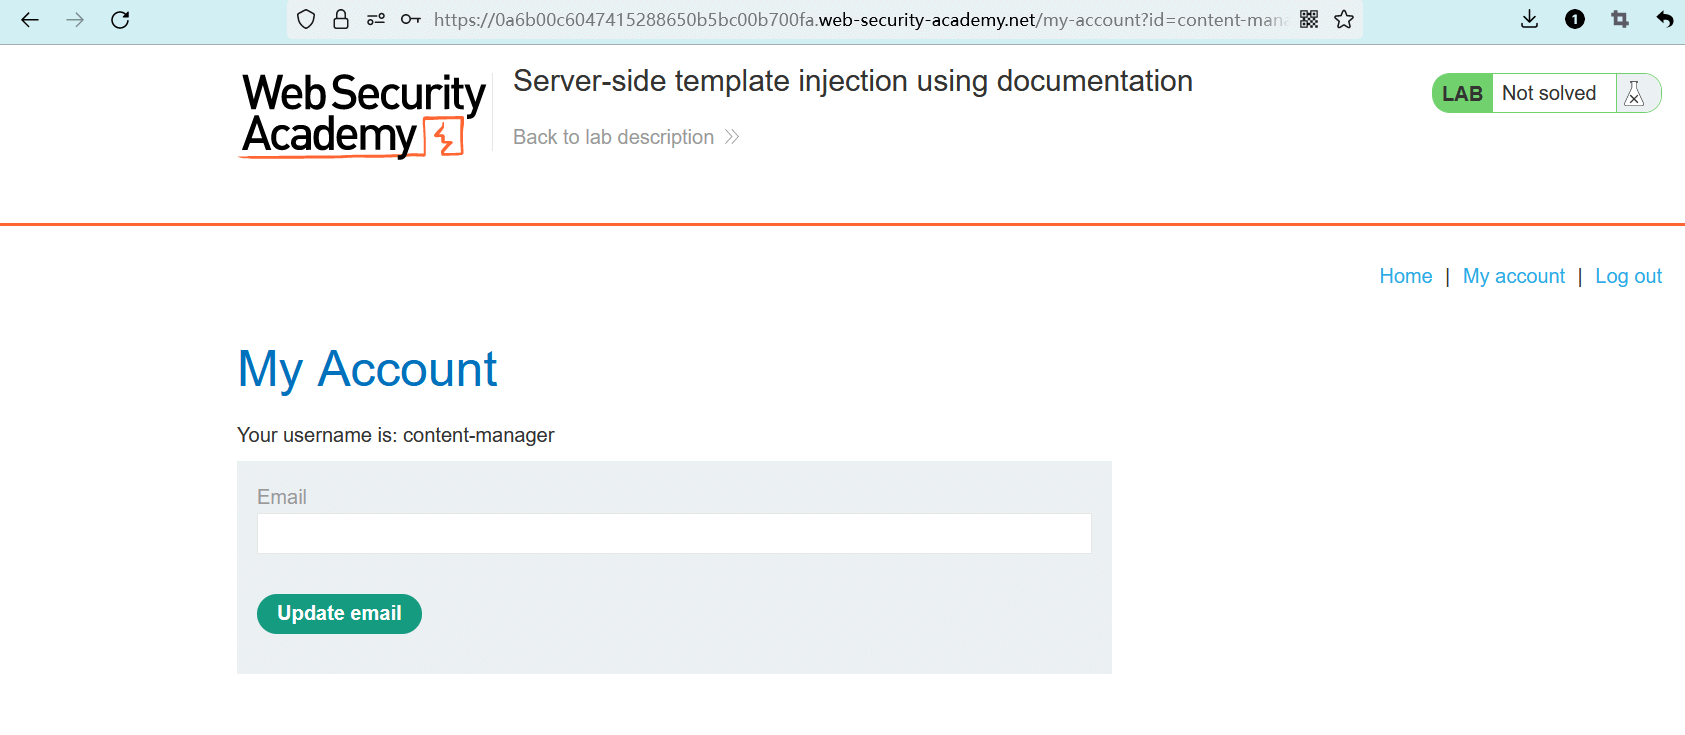 https://0a6b00c6047415288650b5bc00b700fa.web-security-academy.net/my-account?id=content-mana
1
Web Security
Academy
Server-side template injection using documentation
Back to lab description
LAB Not solved
Home | My account | Log out
My Account
Your username is: content-manager
Email
Update email